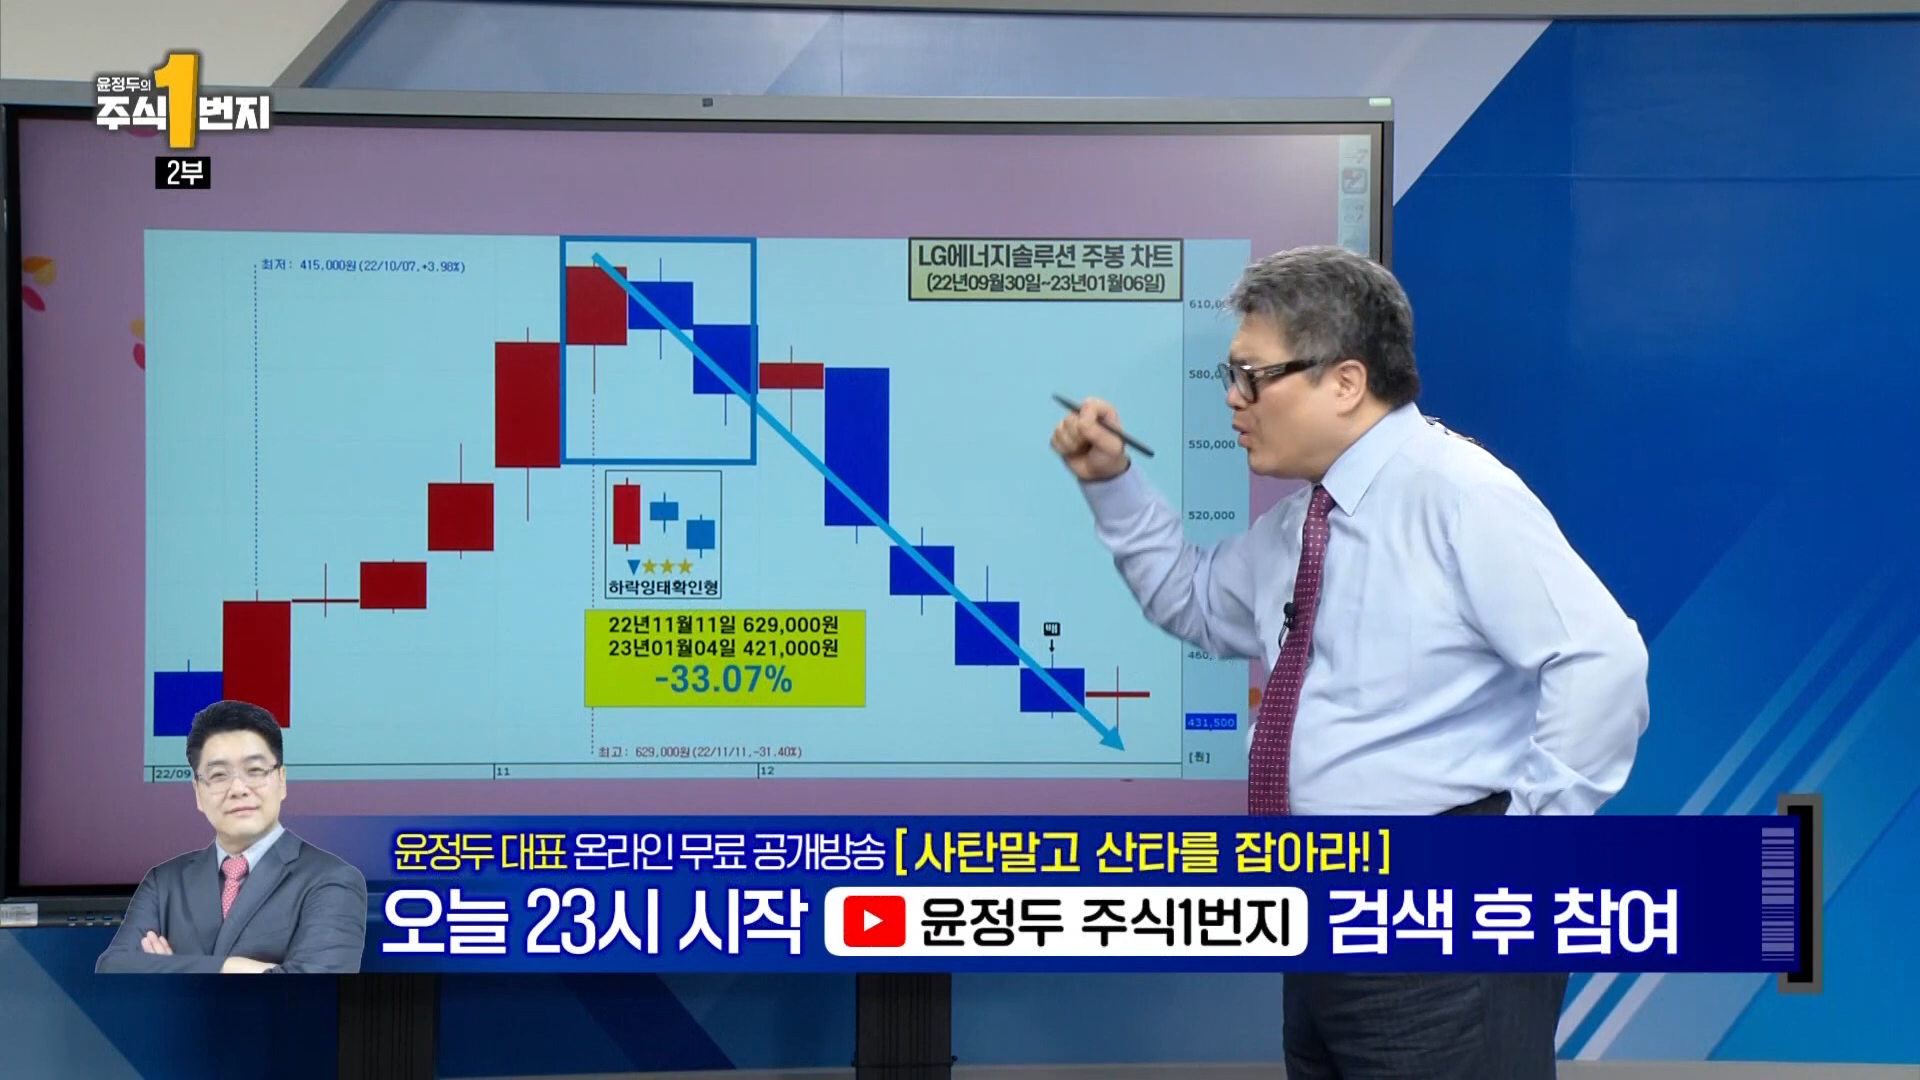 윤정두의
주식1번지
2부
최저: 415,000원(22/10/07,+3.98%)
LG에너지솔루션 주봉 차트
(22년09월30일~23년01월06일)
580,
550,000
520,000
460,
431,500
[원]
하락잉태확인형
22년11월11일 629,000원
23년01월04일 421,000원
-33.07%
배
최고: 629,000원(22/11/11,-31.40%)
22/09
11
12
윤정두 대표 온라인 무료 공개방송 [사탄말고 산타를 잡아라!]
오늘 23시 시작 윤정두 주식1번지 검색 후 참여